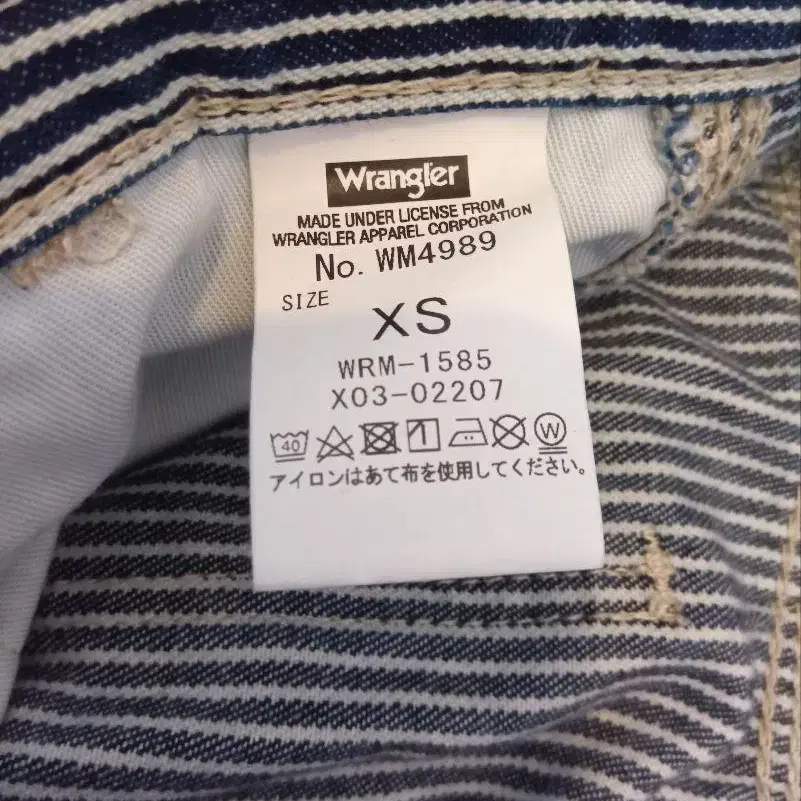 Wrangler
MADE UNDER LICENSE FROM
WRANGLER APPAREL CORPORATION
No. WM4989
SIZE
XS
WRM-1585
X03-02207
40 W
アイロンはあて布を使用してください。